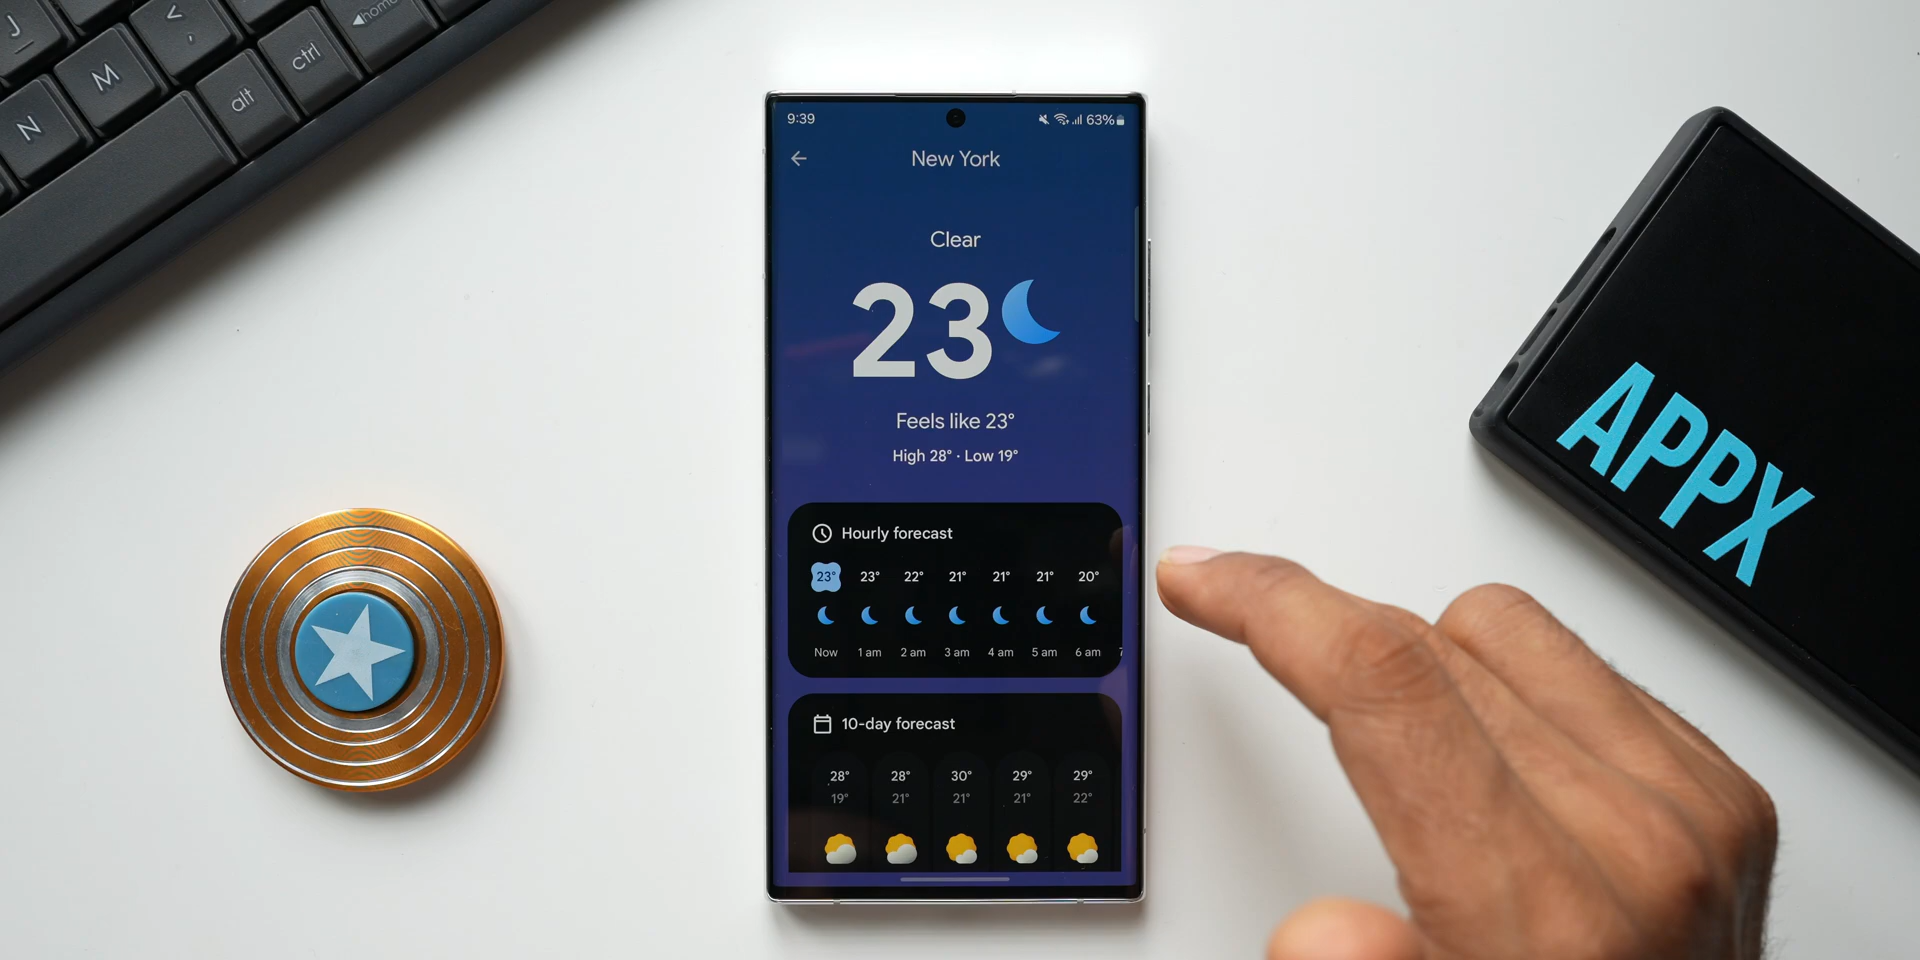 J
<
,
N
M
alt
ctrl
◀home
9:39
63%
New York
Clear
23
Feels like 23°
High 28° · Low 19°
Hourly forecast
23° 23° 22° 21° 21° 21° 20°
Now 1 am 2 am 3 am 4 am 5 am 6 am
10-day forecast
28° 28° 30° 29° 29°
19° 21° 21° 21° 22°
APPX